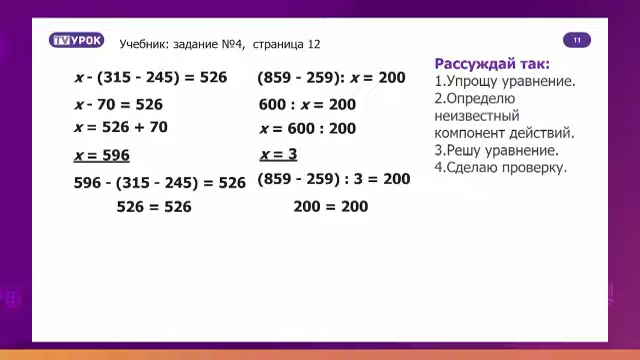 TV УРОК
Учебник: задание №4, страница 12
11
x - (315 - 245) = 526
x - 70 = 526
x = 526 + 70
x = 596
596 - (315 - 245) = 526
526 = 526
(859 - 259): x = 200
600 : x = 200
x = 600 : 200
x = 3
(859 - 259) : 3 = 200
200 = 200
Рассуждай так:
1.Упрощу уравнение.
2.Определю
неизвестный
компонент действий.
3.Решу уравнение.
4.Сделаю проверку.